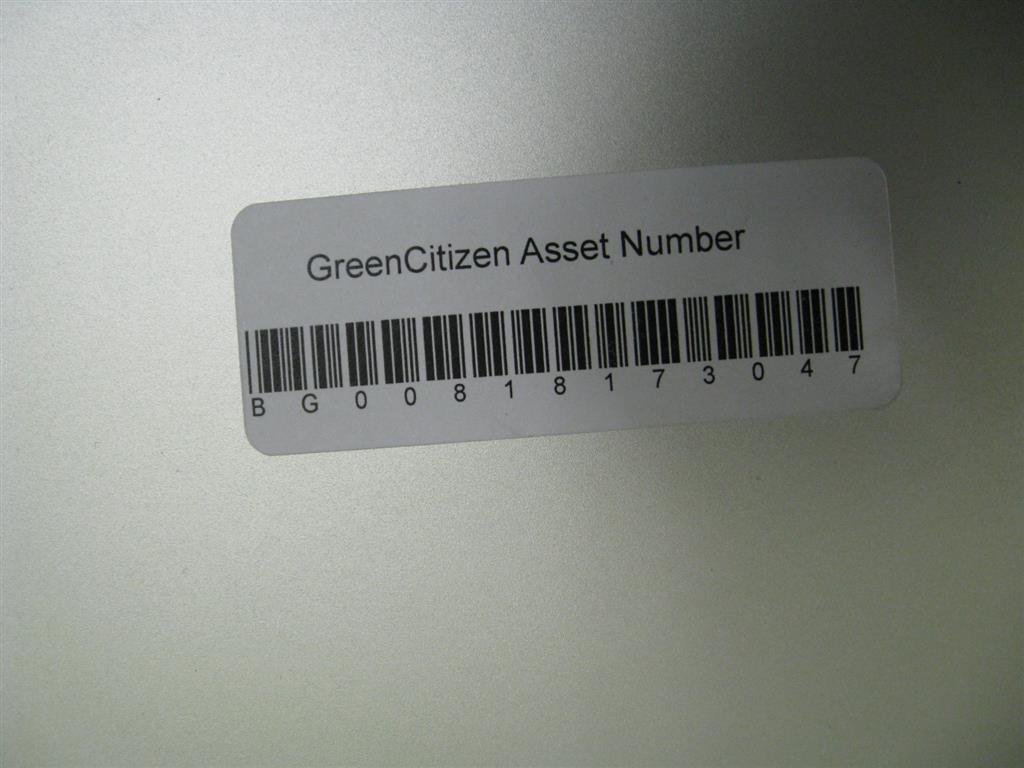 GreenCitizen Asset Number
B G 0 0 8 1 8 1 7 3 0 4 7